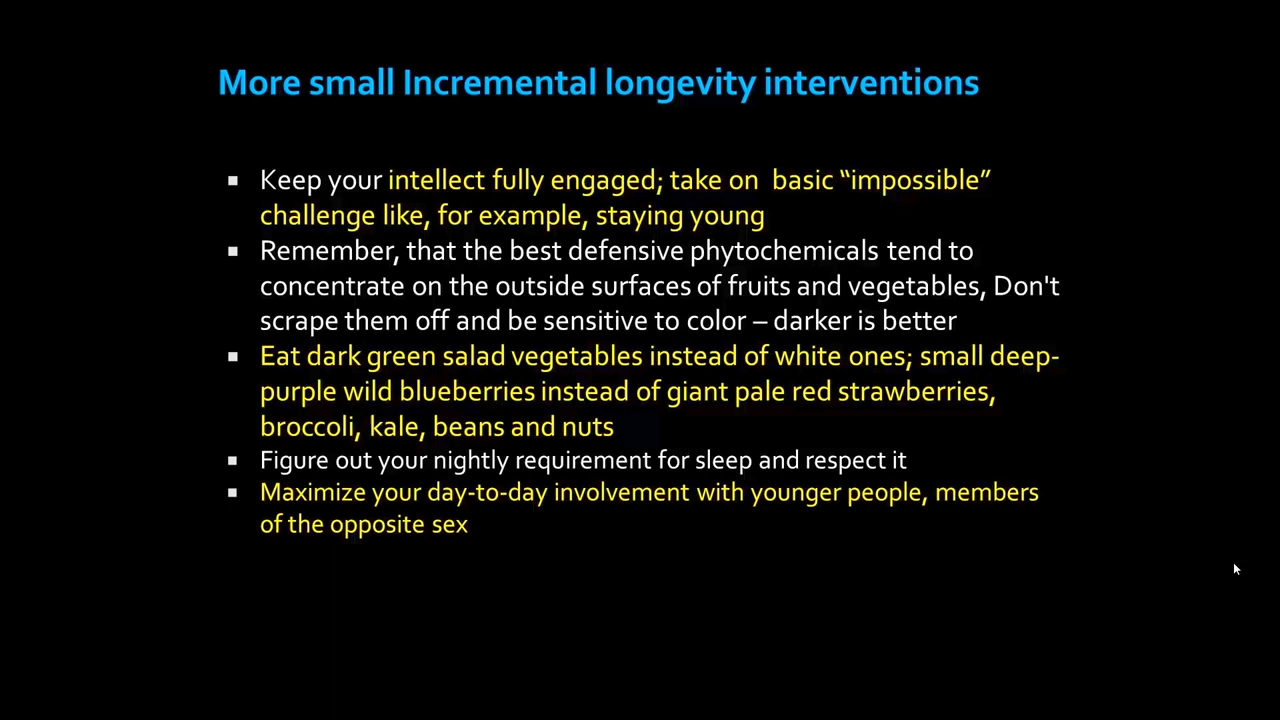 More small Incremental longevity interventions
▪ Keep your intellect fully engaged; take on  basic “impossible”
challenge like, for example, staying young
▪ Remember, that the best defensive phytochemicals tend to
concentrate on the outside surfaces of fruits and vegetables, Don't
scrape them off and be sensitive to color – darker is better
▪ Eat dark green salad vegetables instead of white ones; small deep-
purple wild blueberries instead of giant pale red strawberries,
broccoli, kale, beans and nuts
▪ Figure out your nightly requirement for sleep and respect it
▪ Maximize your day-to-day involvement with younger people, members
of the opposite sex